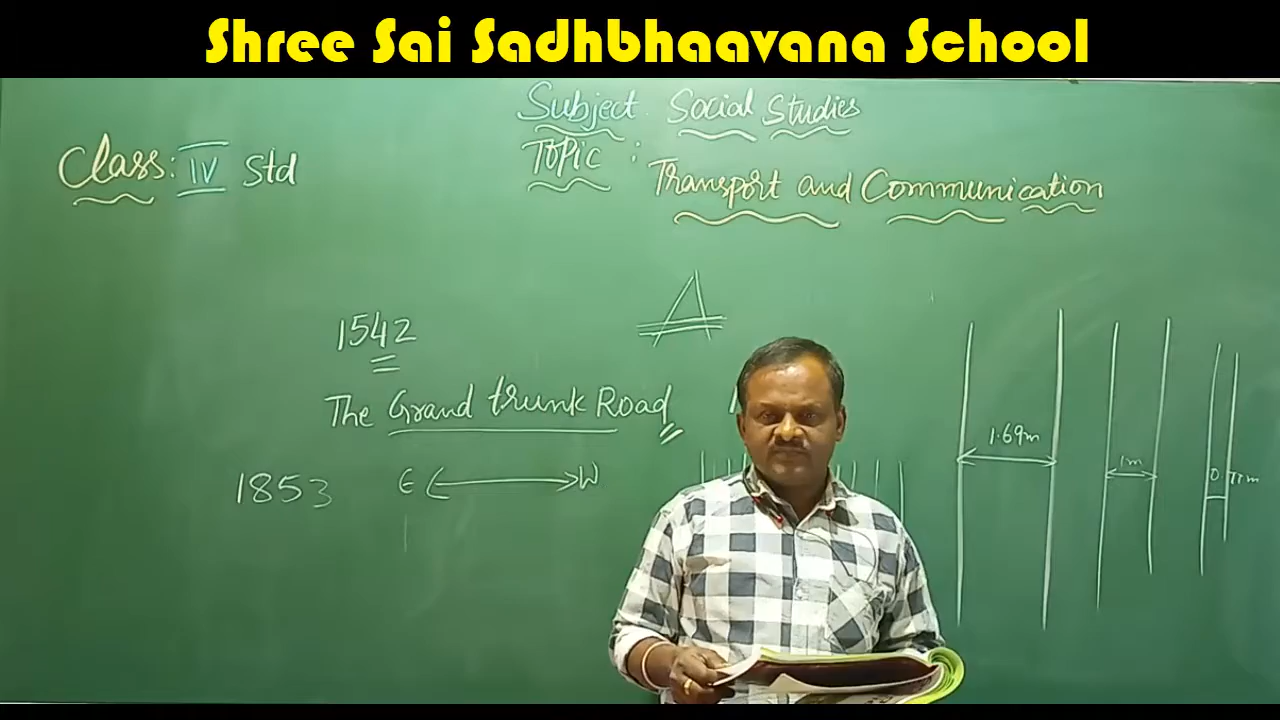 Shree Sai Sadhbhaavana School
Subject: Social Studies
Class: IV Std
Topic :
Transport and Communication
1542
The Grand trunk Road
1.69m
1m
1853 E W